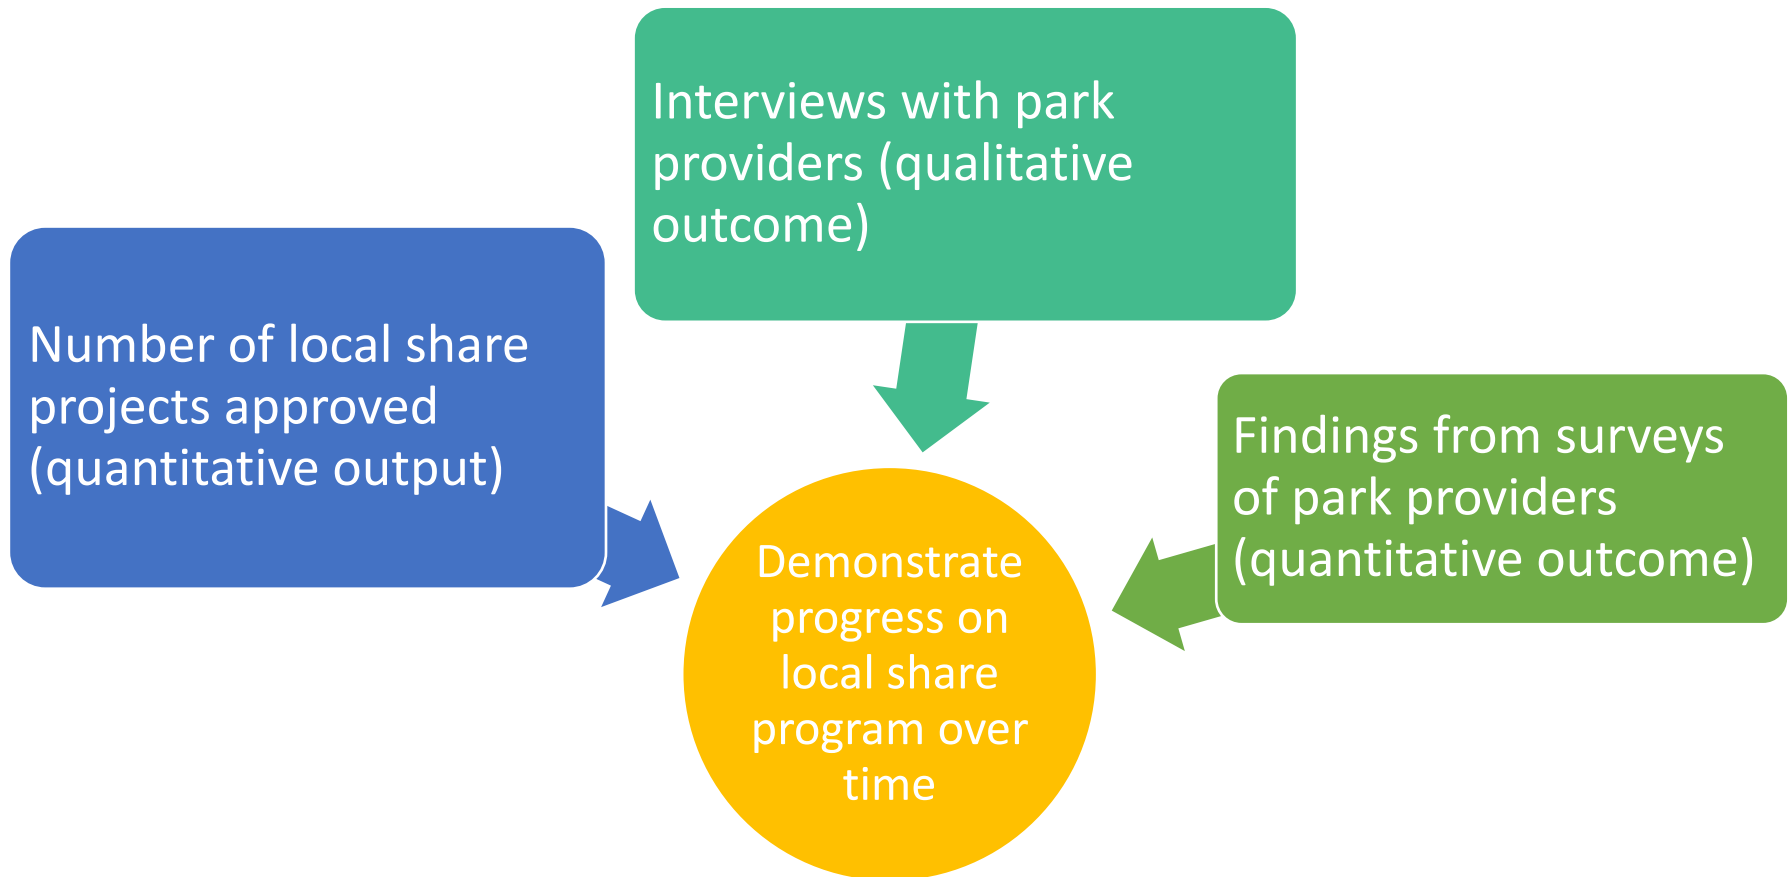 Interviews with park
providers (qualitative
outcome)
Number of local share
projects approved
(quantitative output)
Findings from surveys
of park providers
(quantitative outcome)
Demonstrate
progress on
local share
program over
time